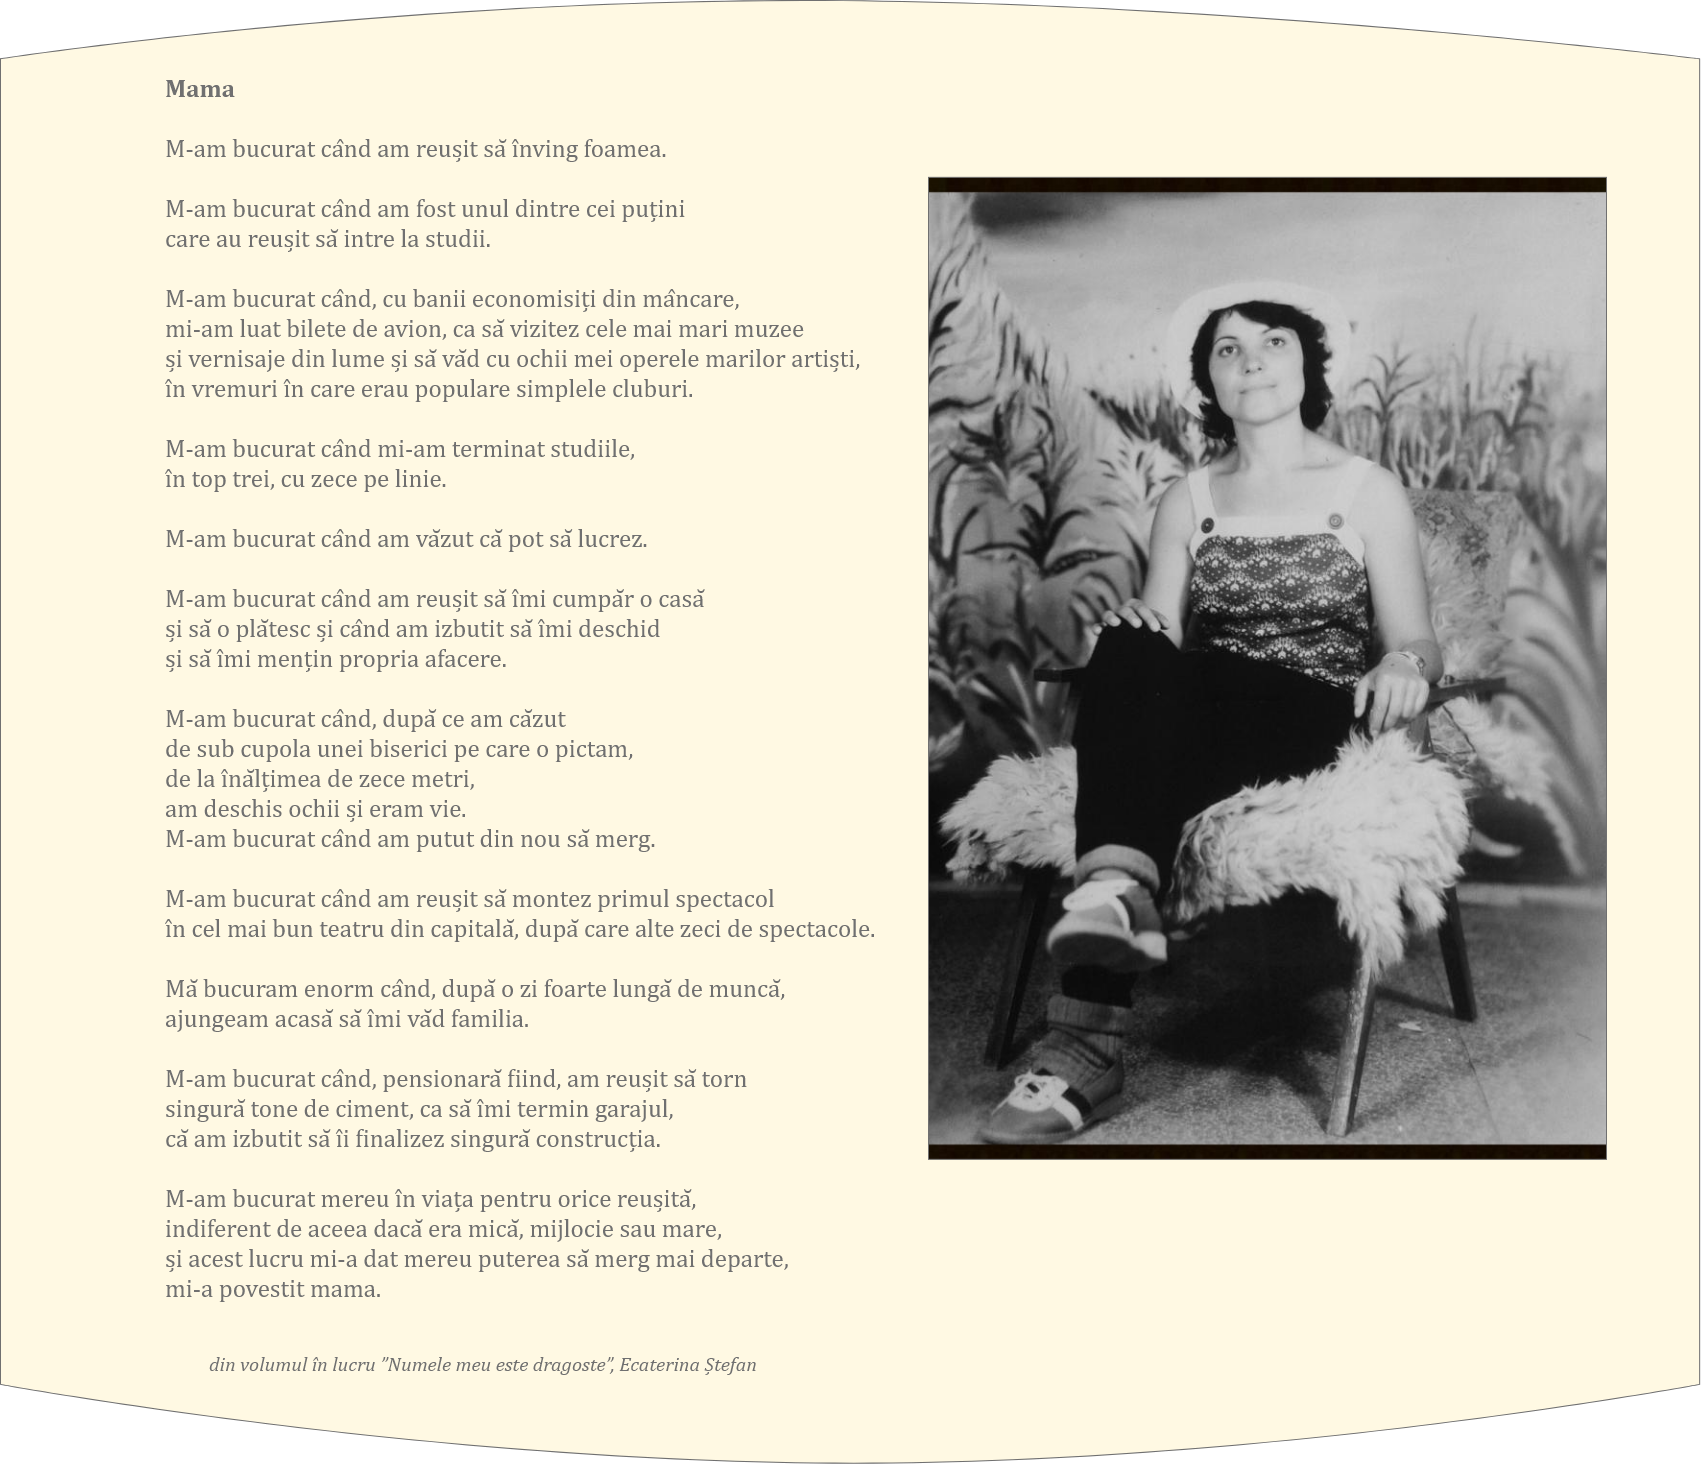 Mama
M-am bucurat când am reușit să înving foamea.
M-am bucurat când am fost unul dintre cei puțini
care au reușit să intre la studii.
M-am bucurat când, cu banii economisiți din mâncare,
mi-am luat bilete de avion, ca să vizitez cele mai mari muzee
și vernisaje din lume și să văd cu ochii mei operele marilor artiști,
în vremuri în care erau populare simplele cluburi.
M-am bucurat când mi-am terminat studiile,
în top trei, cu zece pe linie.
M-am bucurat când am văzut că pot să lucrez.
M-am bucurat când am reușit să îmi cumpăr o casă
și să o plătesc și când am izbutit să îmi deschid
și să îmi mențin propria afacere.
M-am bucurat când, după ce am căzut
de sub cupola unei biserici pe care o pictam,
de la înălțimea de zece metri,
am deschis ochii și eram vie.
M-am bucurat când am putut din nou să merg.
M-am bucurat când am reușit să montez primul spectacol
în cel mai bun teatru din capitală, după care alte zeci de spectacole.
Mă bucuram enorm când, după o zi foarte lungă de muncă,
ajungeam acasă să îmi văd familia.
M-am bucurat când, pensionară fiind, am reușit să torn
singură tone de ciment, ca să îmi termin garajul,
că am izbutit să îi finalizez singură construcția.
M-am bucurat mereu în viața pentru orice reușită,
indiferent de aceea dacă era mică, mijlocie sau mare,
și acest lucru mi-a dat mereu puterea să merg mai departe,
mi-a povestit mama.
din volumul în lucru ”Numele meu este dragoste”, Ecaterina Ștefan